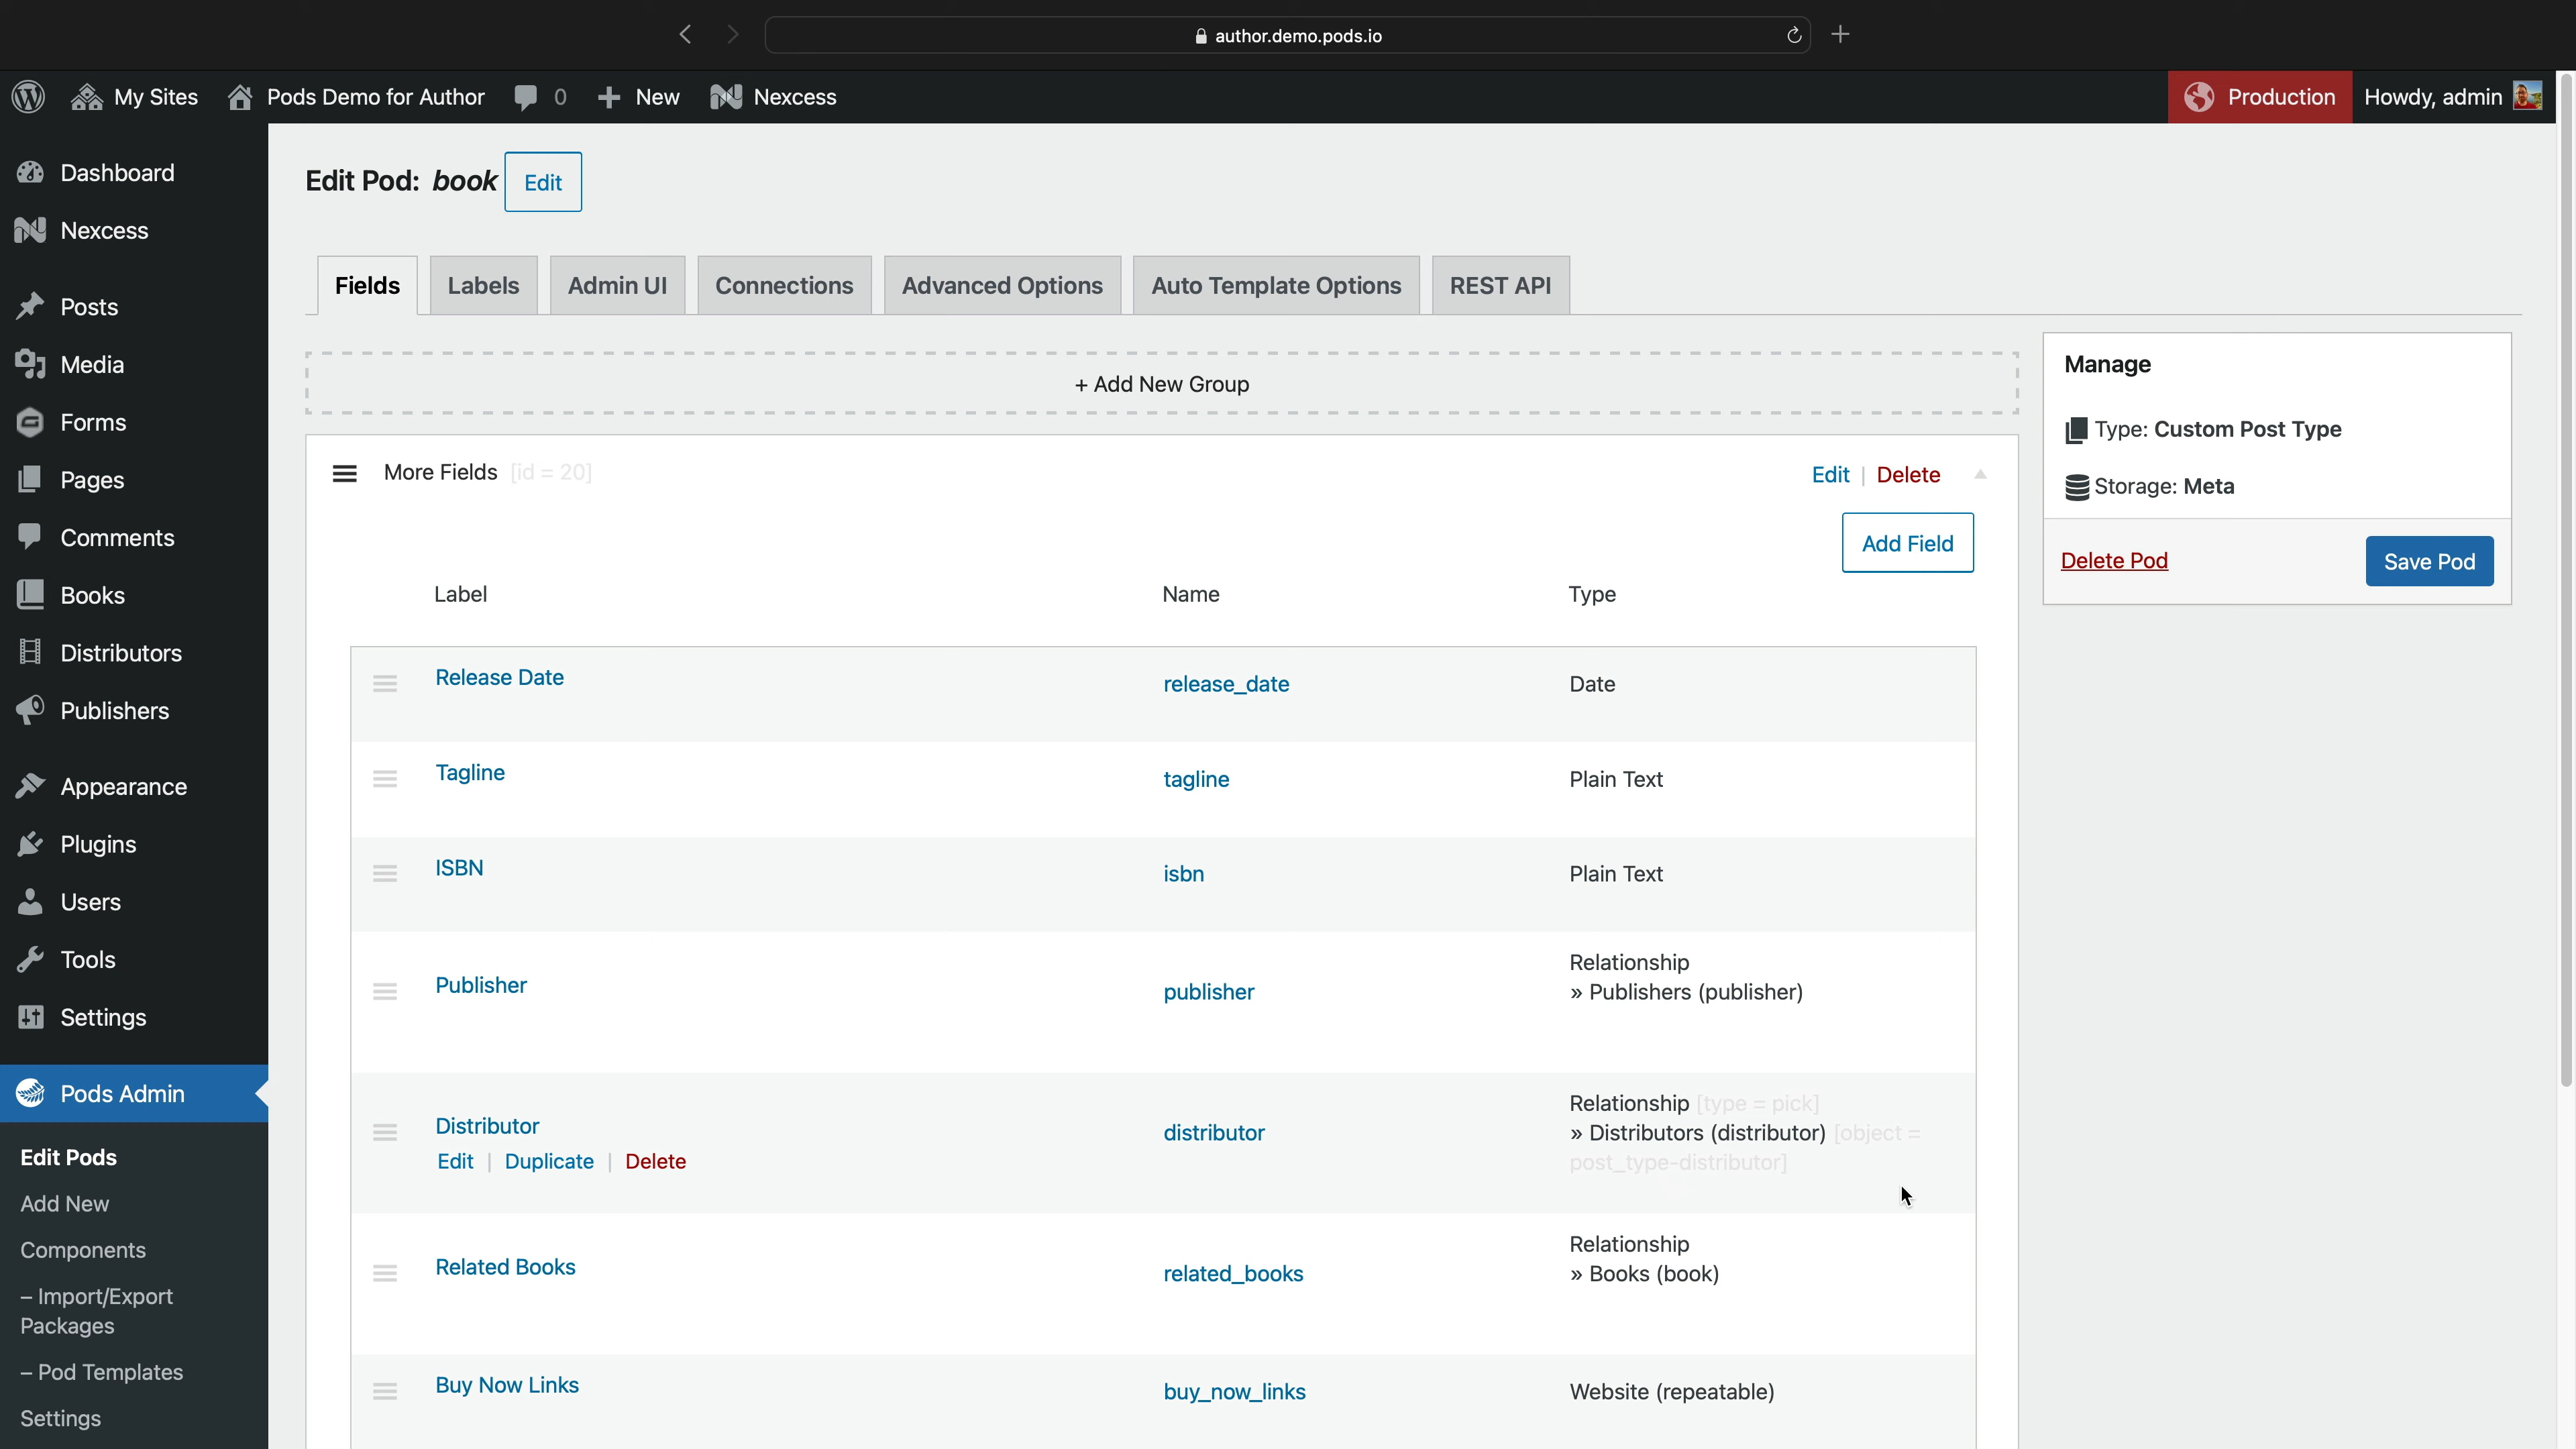 author.demo.pods.io
My Sites
Pods Demo for Author
0
New
Nexcess
Production
Howdy, admin
Dashboard
Nexcess
Posts
Media
Forms
Pages
Comments
Books
Distributors
Publishers
Appearance
Plugins
Users
Tools
Settings
Pods Admin
Edit Pods
Add New
Components
– Import/Export
Packages
– Pod Templates
Settings
Edit Pod: book
Edit
Fields
Labels
Admin UI
Connections
Advanced Options
Auto Template Options
REST API
+ Add New Group
More Fields [id = 20]
Edit | Delete
Add Field
Label
Name
Type
Release Date
release_date
Date
Tagline
tagline
Plain Text
ISBN
isbn
Plain Text
Publisher
publisher
Relationship
» Publishers (publisher)
Distributor
Edit | Duplicate | Delete
distributor
Relationship [type = pick]
» Distributors (distributor) [object =
post_type-distributor]
Related Books
related_books
Relationship
» Books (book)
Buy Now Links
buy_now_links
Website (repeatable)
Manage
Type: Custom Post Type
Storage: Meta
Delete Pod
Save Pod